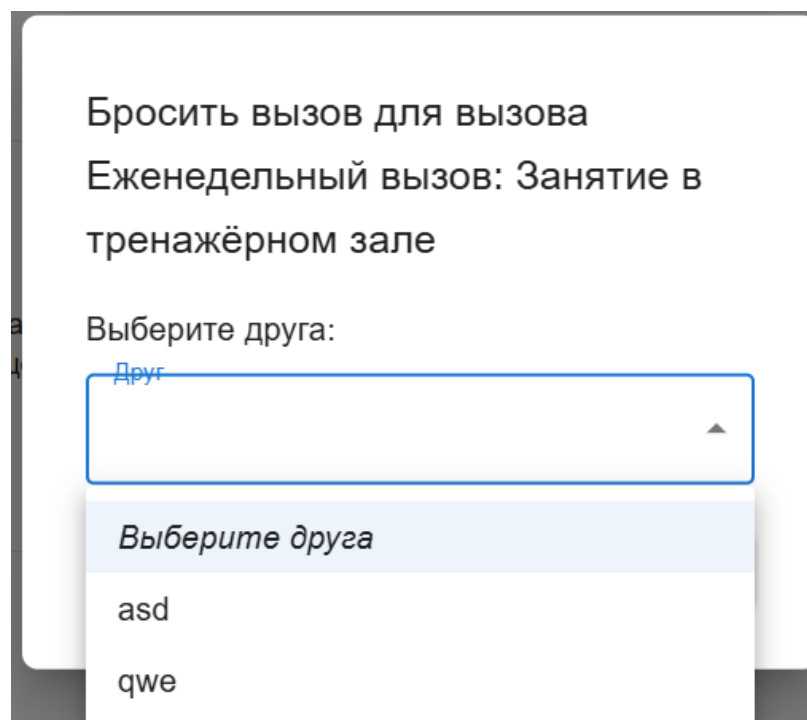 Бросить вызов для вызова
Еженедельный вызов: Занятие в
тренажёрном зале
Выберите друга:
Друг
Выберите друга
asd
qwe